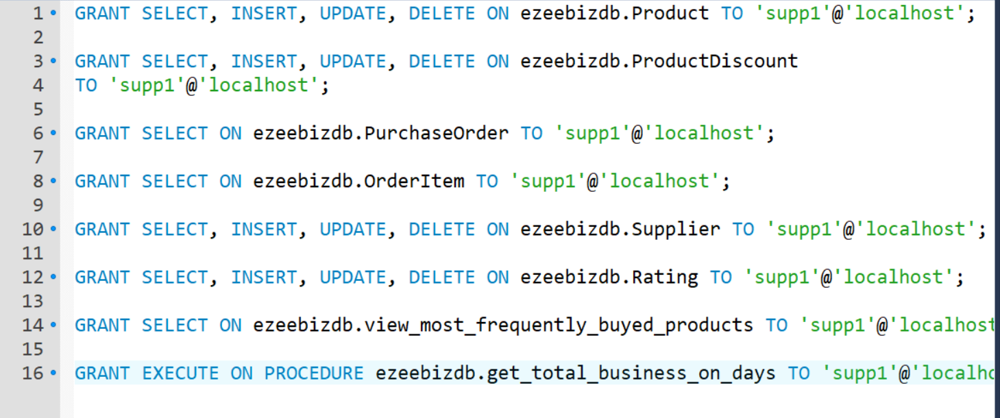 1 GRANT SELECT, INSERT, UPDATE, DELETE ON ezeebizdb.Product TO 'supp1'@'localhost';
2
3 GRANT SELECT, INSERT, UPDATE, DELETE ON ezeebizdb.ProductDiscount
4 TO 'supp1'@'localhost';
5
6 GRANT SELECT ON ezeebizdb.PurchaseOrder TO 'supp1'@'localhost';
7
8 GRANT SELECT ON ezeebizdb.OrderItem TO 'supp1'@'localhost';
9
10 GRANT SELECT, INSERT, UPDATE, DELETE ON ezeebizdb.Supplier TO 'supp1'@'localhost';
11
12 GRANT SELECT, INSERT, UPDATE, DELETE ON ezeebizdb.Rating TO 'supp1'@'localhost';
13
14 GRANT SELECT ON ezeebizdb.view_most_frequently_buyed_products TO 'supp1'@'localhost
15
16 GRANT EXECUTE ON PROCEDURE ezeebizdb.get_total_business_on_days TO 'supp1'@'localho